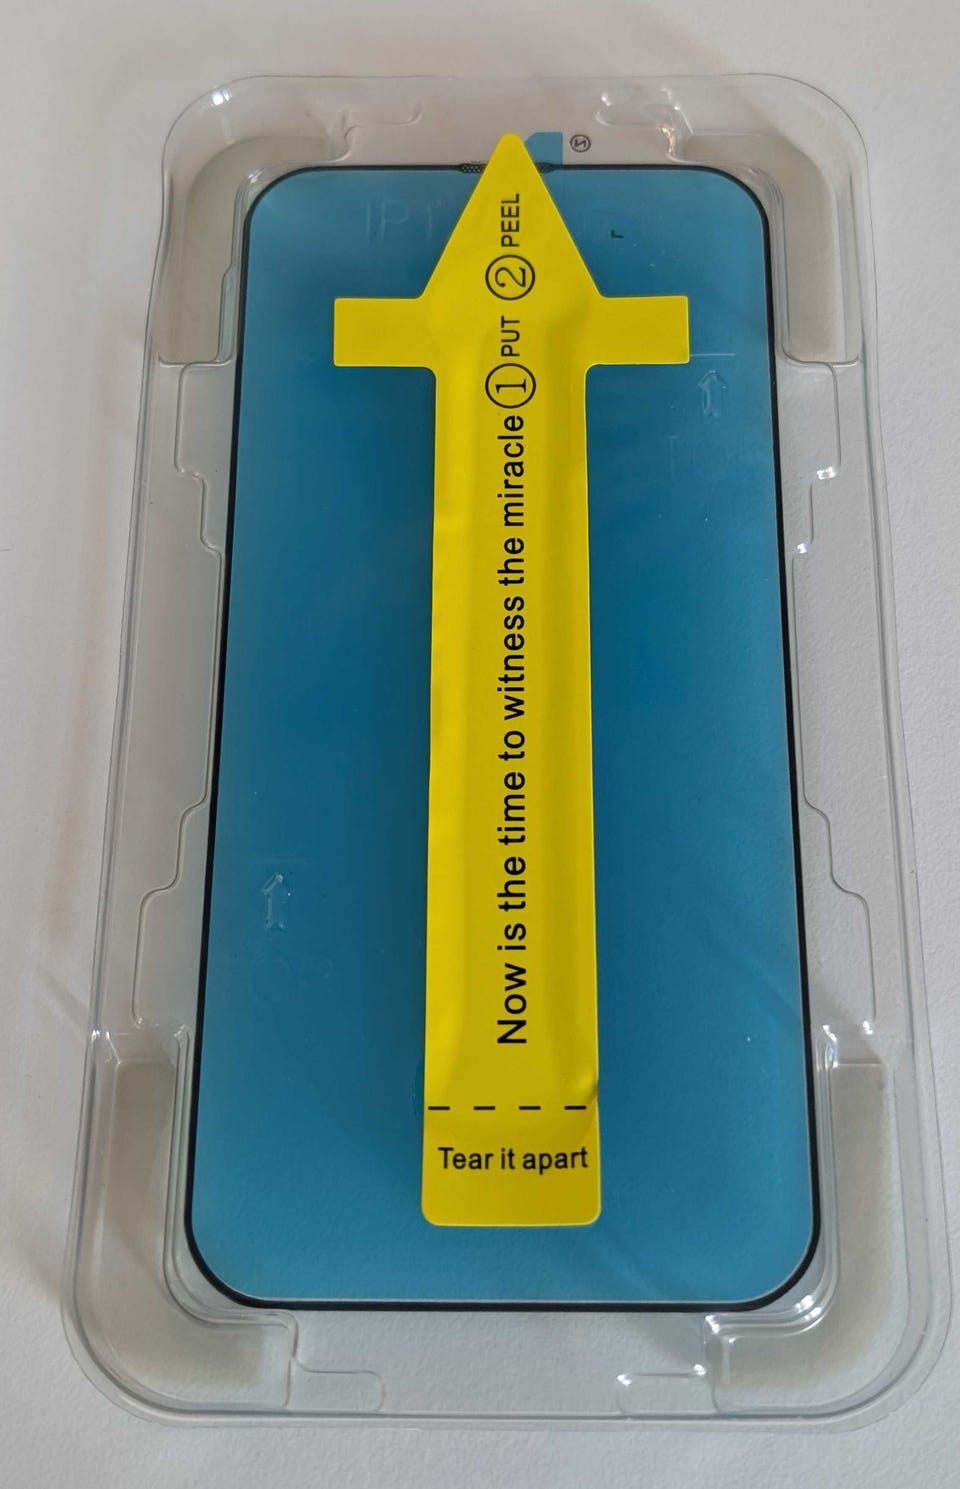 Now is the time to witness the miracle ① PUT ② PEEL
Tear it apart